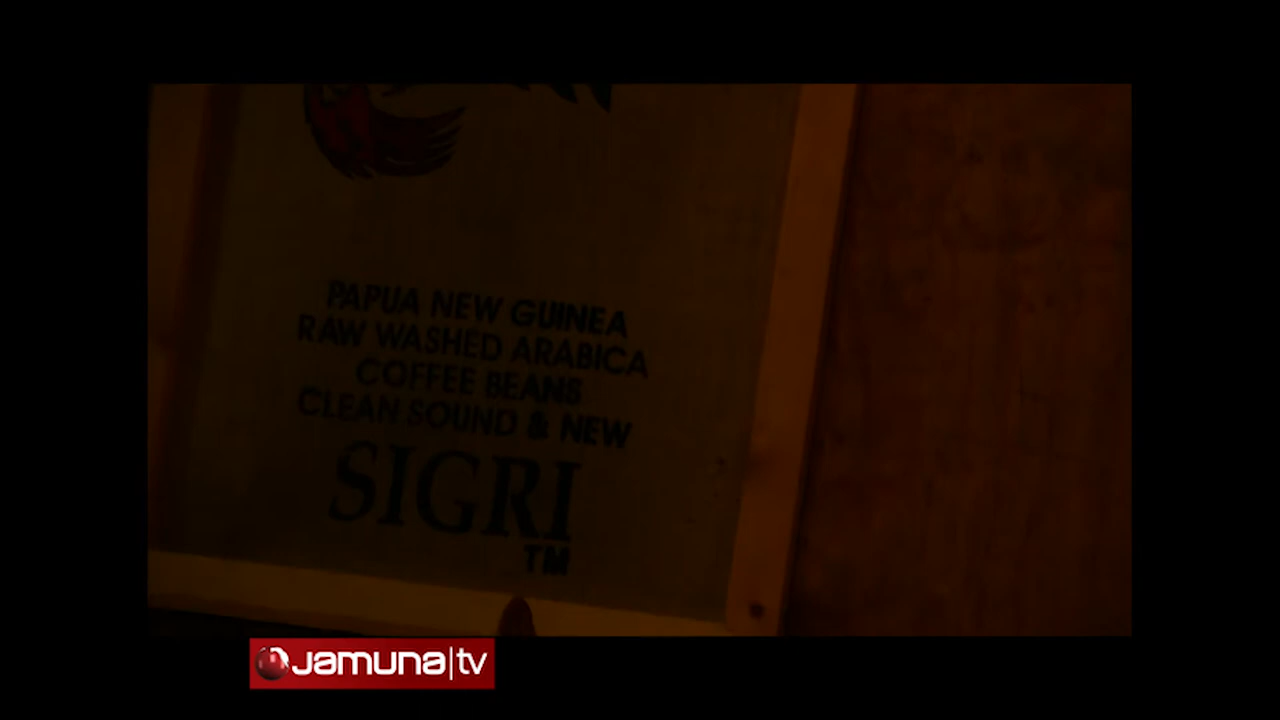 PAPUA NEW GUINEA
RAW WASHED ARABICA
COFFEE BEANS
CLEAN SOUND & NEW
SIGRI
TM
Jamuna|tv